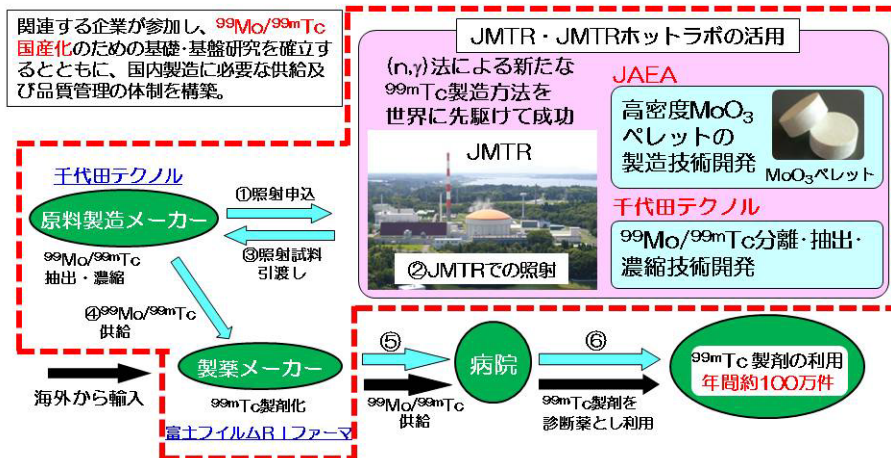 関連する企業が参加し、⁹⁹Mo/⁹⁹ᵐTc
国産化のための基礎・基盤研究を確立す
るとともに、国内製造に必要な供給及
び品質管理の体制を構築。
JMTR・JMTRホットラボの活用
(n,γ)法による新たな
⁹⁹ᵐTc製造方法を
世界に先駆けて成功
JMTR
②JMTRでの照射
JAEA
高密度MoO₃
ペレットの
製造技術開発
MoO₃ペレット
千代田テクノル
⁹⁹Mo/⁹⁹ᵐTc分離・抽出・
濃縮技術開発
千代田テクノル
原料製造メーカー
⁹⁹Mo/⁹⁹ᵐTc
抽出・濃縮
①照射申込
③照射試料
引渡し
④⁹⁹Mo/⁹⁹ᵐTc
供給
海外から輸入
製薬メーカー
⁹⁹ᵐTc製剤化
富士フイルムRIファーマ
⑤
⁹⁹Mo/⁹⁹ᵐTc
供給
病院
⑥
⁹⁹ᵐTc製剤を
診断薬とし利用
⁹⁹ᵐTc製剤の利用
年間約100万件